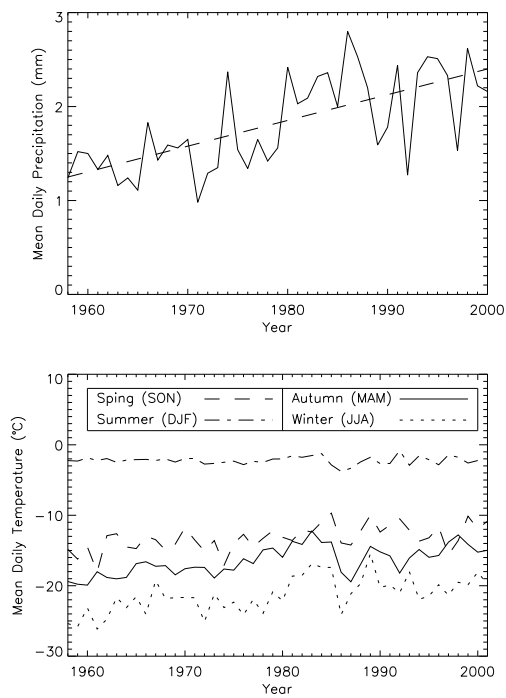 3
2
1
0
Mean Daily Precipitation (mm)
1960 1970 1980 1990 2000
Year
10
0
−10
−20
−30
Mean Daily Temperature (°C)
Sping (SON) Autumn (MAM)
Summer (DJF) Winter (JJA)
1960 1970 1980 1990 2000
Year